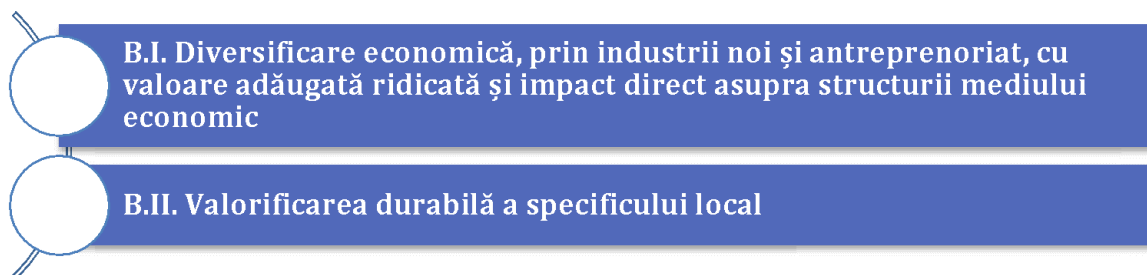 B.I. Diversificare economică, prin industrii noi și antreprenoriat, cu
valoare adăugată ridicată și impact direct asupra structurii mediului
economic
B.II. Valorificarea durabilă a specificului local